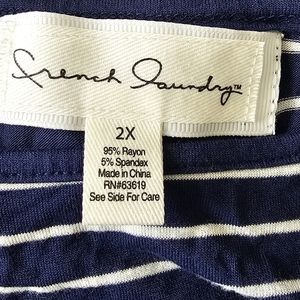 French Laundry™
2X
95% Rayon
5% Spandex
Made in China
RN#63619
See Side For Care